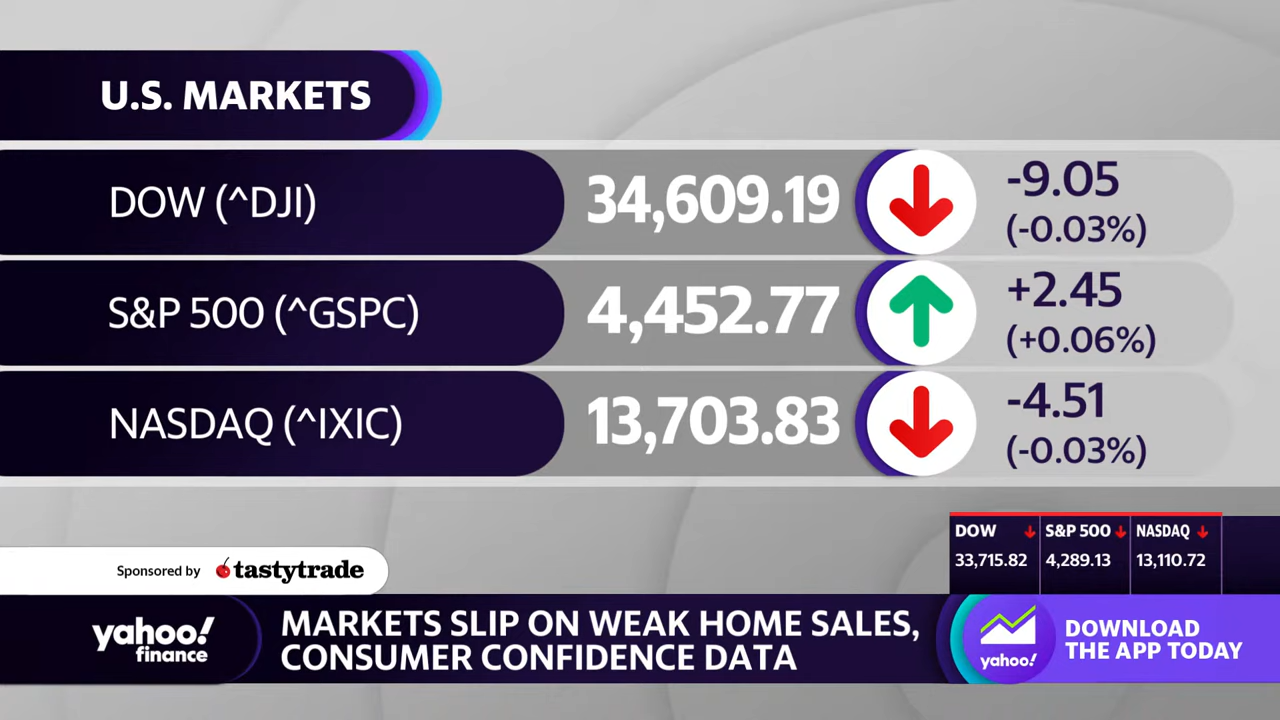 U.S. MARKETS
DOW (^DJI) 34,609.19 -9.05
(-0.03%)
S&P 500 (^GSPC) 4,452.77 +2.45
(+0.06%)
NASDAQ (^IXIC) 13,703.83 -4.51
(-0.03%)
DOW S&P 500 NASDAQ
33,715.82 4,289.13 13,110.72
Sponsored by tastytrade
yahoo!
finance
MARKETS SLIP ON WEAK HOME SALES,
CONSUMER CONFIDENCE DATA
yahoo!
DOWNLOAD
THE APP TODAY